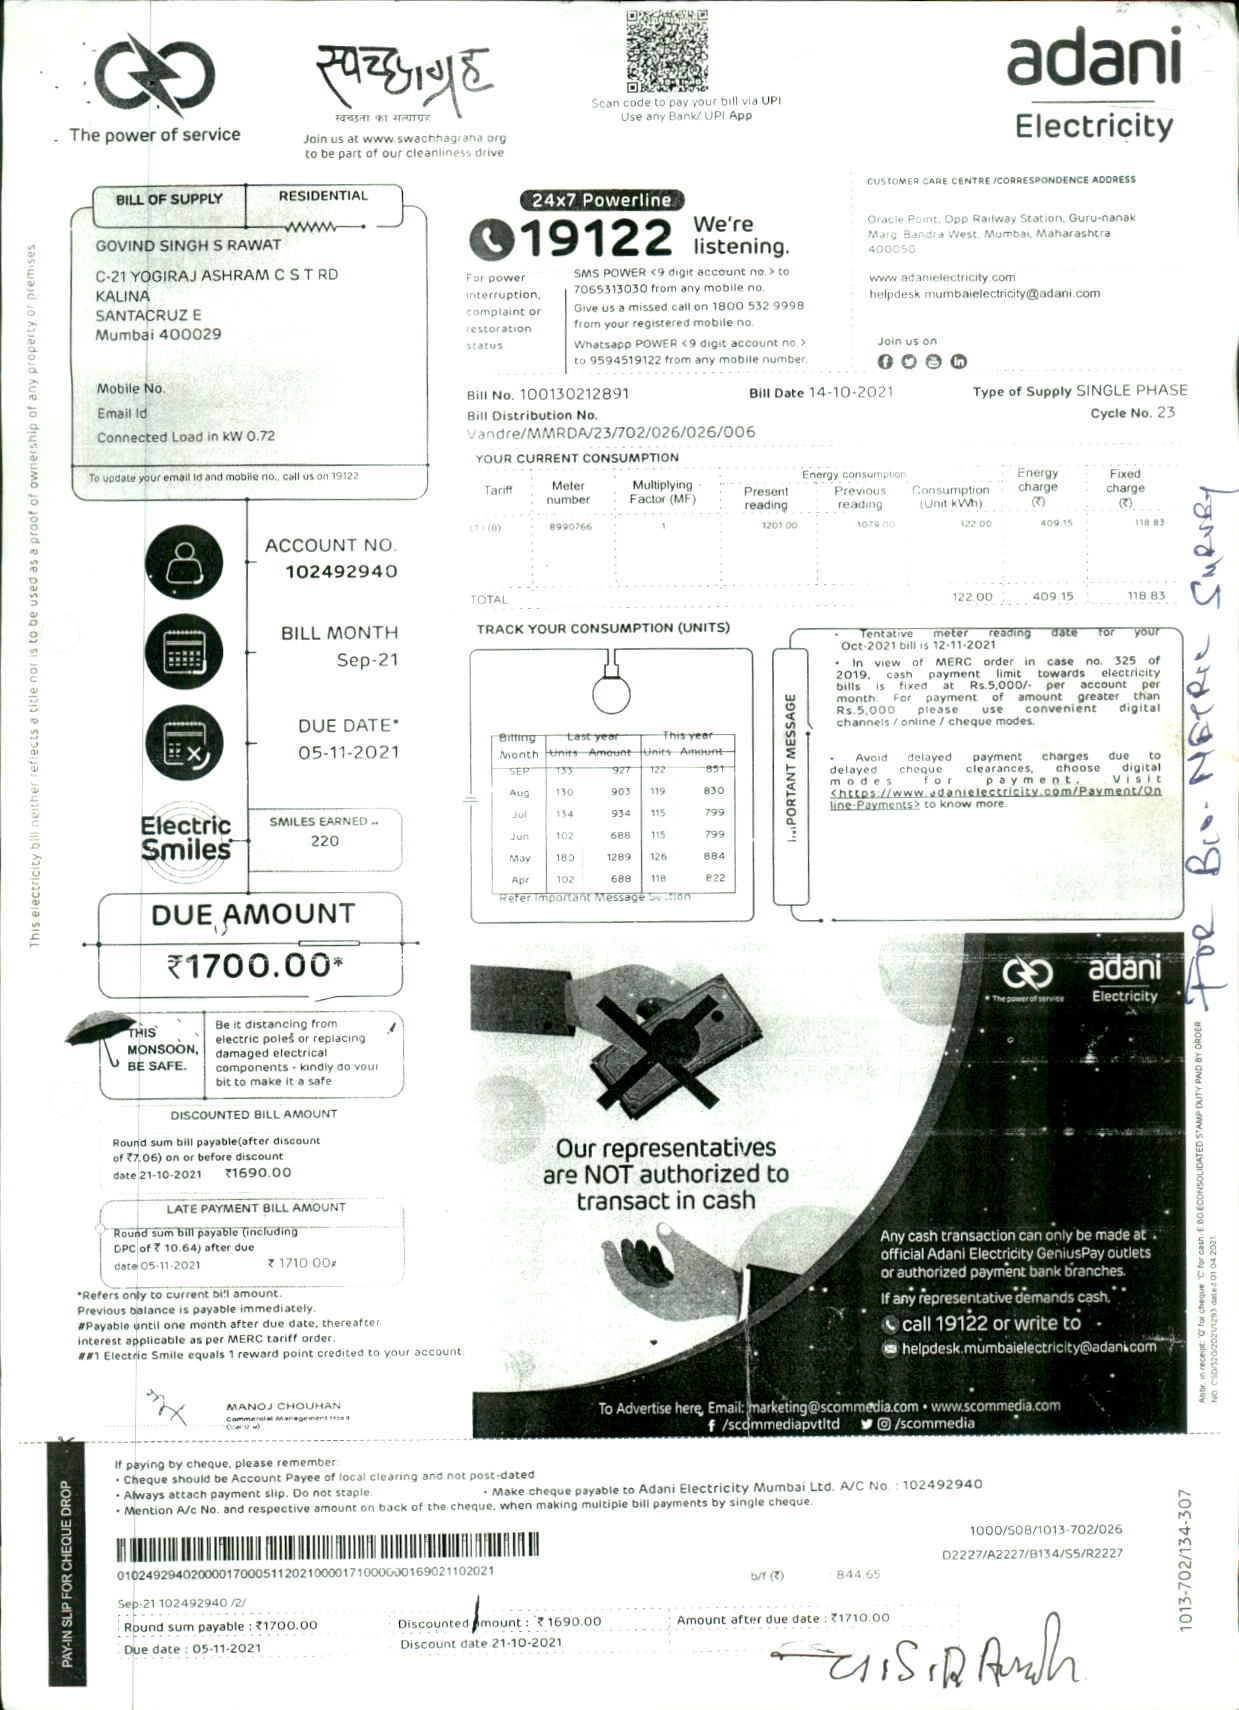 The power of service
स्वच्छाग्रह
स्वच्छता का सत्याग्रह
Join us at www.swachhagraha.org
to be part of our cleanliness drive
Scan code to pay your bill via UPI
Use any Bank/ UPI App
adani
Electricity
BILL OF SUPPLY RESIDENTIAL
GOVIND SINGH S RAWAT
C-21 YOGIRAJ ASHRAM C S T RD
KALINA
SANTACRUZ E
Mumbai 400029
Mobile No.
Email Id
Connected Load in kW 0.72
To update your email Id and mobile no., call us on 19122
24x7 Powerline
19122 We're
listening.
For power
interruption,
complaint or
restoration
status
SMS POWER <9 digit account no.> to
7065313030 from any mobile no.
Give us a missed call on 1800 532 9998
from your registered mobile no.
Whatsapp POWER <9 digit account no.>
to 9594519122 from any mobile number.
CUSTOMER CARE CENTRE /CORRESPONDENCE ADDRESS
Oracle Point, Opp Railway Station, Guru-nanak
Marg, Bandra West, Mumbai, Maharashtra
400050
www.adanielectricity.com
helpdesk.mumbaielectricity@adani.com
Join us on
Bill No. 100130212891 Bill Date 14-10-2021 Type of Supply SINGLE PHASE
Bill Distribution No. Cycle No. 23
Vandre/MMRDA/23/702/026/026/006
YOUR CURRENT CONSUMPTION
Tariff Meter number Multiplying Factor (MF) Energy consumption Present reading Previous reading Consumption (Unit kWh) Energy charge (₹) Fixed charge (₹)
LT I (B) 8990766 1 1201.00 1079.00 122.00 409.15 118.83
TOTAL 122.00 409.15 118.83
ACCOUNT NO.
102492940
BILL MONTH
Sep-21
DUE DATE*
05-11-2021
Electric
Smiles
SMILES EARNED
220
DUE AMOUNT
₹1700.00*
TRACK YOUR CONSUMPTION (UNITS)
Billing Last year This year
Month Units Amount Units Amount
SEP 133 927 122 851
Aug 130 903 119 830
Jul 134 934 115 799
Jun 102 688 115 799
May 180 1289 126 884
Apr 102 688 118 822
Refer Important Message Section
IMPORTANT MESSAGE
• Tentative meter reading date for your
Oct-2021 bill is 12-11-2021
• In view of MERC order in case no. 325 of
2019, cash payment limit towards electricity
bills is fixed at Rs.5,000/- per account per
month. For payment of amount greater than
Rs.5,000 please use convenient digital
channels / online / cheque modes.
• Avoid delayed payment charges due to
delayed cheque clearances, choose digital
modes for payment. Visit
<https://www.adanielectricity.com/Payment/On
line-Payments> to know more.
THIS
MONSOON,
BE SAFE.
Be it distancing from
electric poles or replacing
damaged electrical
components - kindly do your
bit to make it a safe
DISCOUNTED BILL AMOUNT
Round sum bill payable(after discount
of ₹7.06) on or before discount
date 21-10-2021 ₹1690.00
LATE PAYMENT BILL AMOUNT
Round sum bill payable (including
DPC of ₹ 10.64) after due
date 05-11-2021 ₹ 1710.00#
*Refers only to current bill amount.
Previous balance is payable immediately.
#Payable until one month after due date, thereafter
interest applicable as per MERC tariff order.
##1 Electric Smile equals 1 reward point credited to your account.
MANOJ CHOUHAN
Commercial Management Head
adani
The power of service Electricity
Our representatives
are NOT authorized to
transact in cash
Any cash transaction can only be made at
official Adani Electricity GeniusPay outlets
or authorized payment bank branches.
If any representative demands cash,
call 19122 or write to
helpdesk.mumbaielectricity@adani.com
To Advertise here, Email: marketing@scommedia.com • www.scommedia.com
/scommediapvtltd /scommedia
This electricity bill neither reflects a title nor is to be used as a proof of ownership of any property or premises
FOR BIO-METRIC SURVEY
Abbr. in receipt: 'Q' for cheque, 'C' for cash. E.&O.E CONSOLIDATED STAMP DUTY PAID BY ORDER
NO. CSD/320/2021/1293 dated 01.04.2021
PAY-IN SLIP FOR CHEQUE DROP
If paying by cheque, please remember:
• Cheque should be Account Payee of local clearing and not post-dated
• Always attach payment slip. Do not staple. • Make cheque payable to Adani Electricity Mumbai Ltd. A/C No. : 102492940
• Mention A/c No. and respective amount on back of the cheque, when making multiple bill payments by single cheque.
1000/S08/1013-702/026
D2227/A2227/B134/S5/R2227
b/f (₹) : 844.65
Sep-21 102492940 /2/
Round sum payable : ₹1700.00 Discounted amount : ₹1690.00 Amount after due date : ₹1710.00
Due date : 05-11-2021 Discount date 21-10-2021
1013-702/134-307